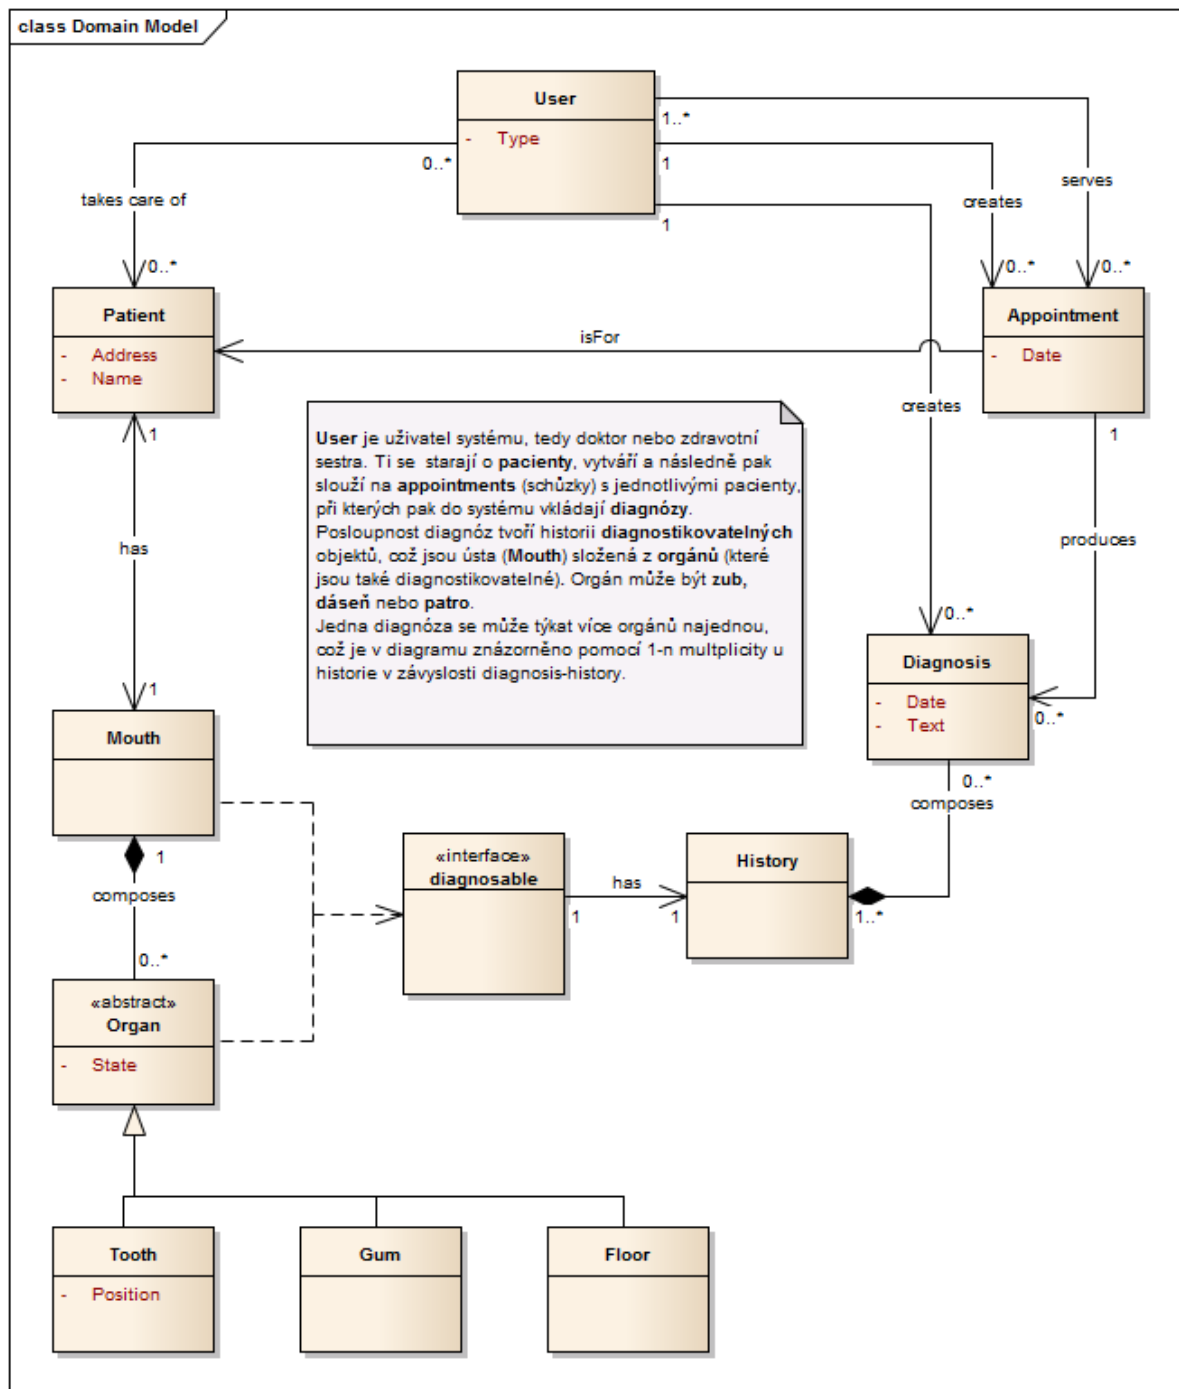 class Domain Model
User
- Type
1..*
1
1
0..*
takes care of
creates
serves
0..*
0..*
0..*
Patient
- Address
- Name
isFor
Appointment
- Date
1
creates
1
User je uživatel systému, tedy doktor nebo zdravotní
sestra. Ti se starají o pacienty, vytváří a následně pak
slouží na appointments (schůzky) s jednotlivými pacienty,
při kterých pak do systému vkládají diagnózy.
Posloupnost diagnóz tvoří historii diagnostikovatelných
objektů, což jsou ústa (Mouth) složená z orgánů (které
jsou také diagnostikovatelné). Orgán může být zub,
dáseň nebo patro.
Jedna diagnóza se může týkat více orgánů najednou,
což je v diagramu znázorněno pomocí 1-n multplicity u
historie v závyslosti diagnosis-history.
has
produces
0..*
Diagnosis
- Date
- Text
0..*
1
Mouth
0..*
composes
1
composes
«interface»
diagnosable
has
1
1
History
1..*
0..*
«abstract»
Organ
- State
Tooth
- Position
Gum
Floor